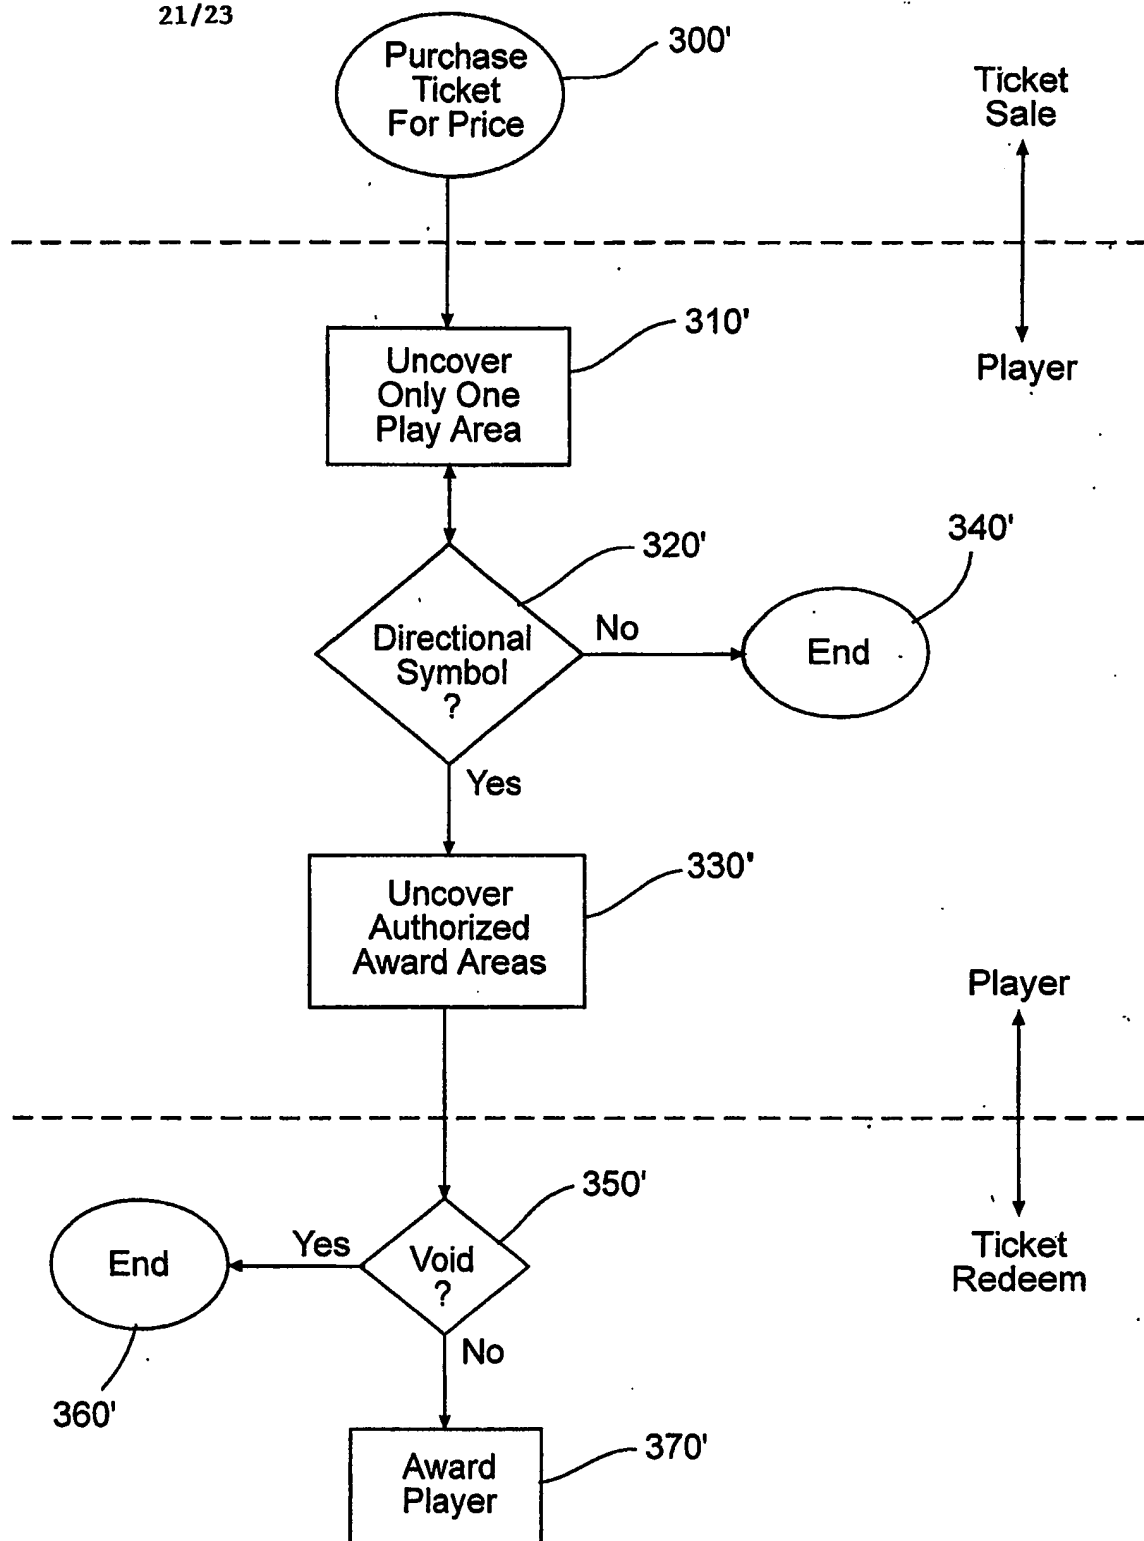 21/23
Purchase
Ticket
For Price
300'
Ticket
Sale
310'
Uncover
Only One
Play Area
Player
320'
340'
Directional
Symbol
?
No
End
Yes
330'
Uncover
Authorized
Award Areas
Player
350'
End
Yes
Void
?
Ticket
Redeem
No
360'
370'
Award
Player